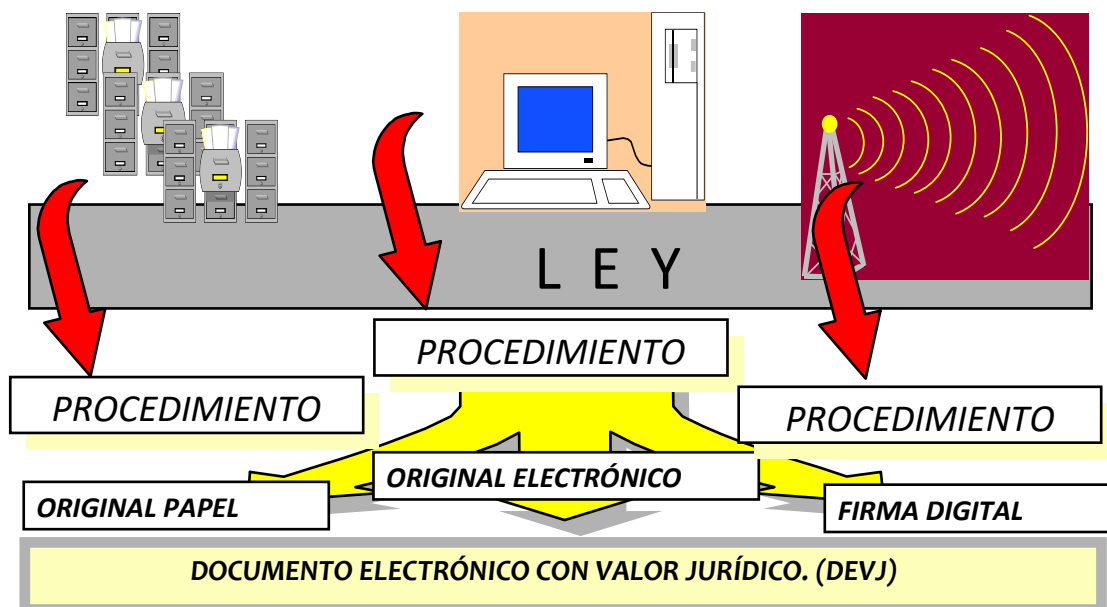 L E Y
PROCEDIMIENTO
PROCEDIMIENTO
PROCEDIMIENTO
ORIGINAL PAPEL
ORIGINAL ELECTRÓNICO
FIRMA DIGITAL
DOCUMENTO ELECTRÓNICO CON VALOR JURÍDICO. (DEVJ)